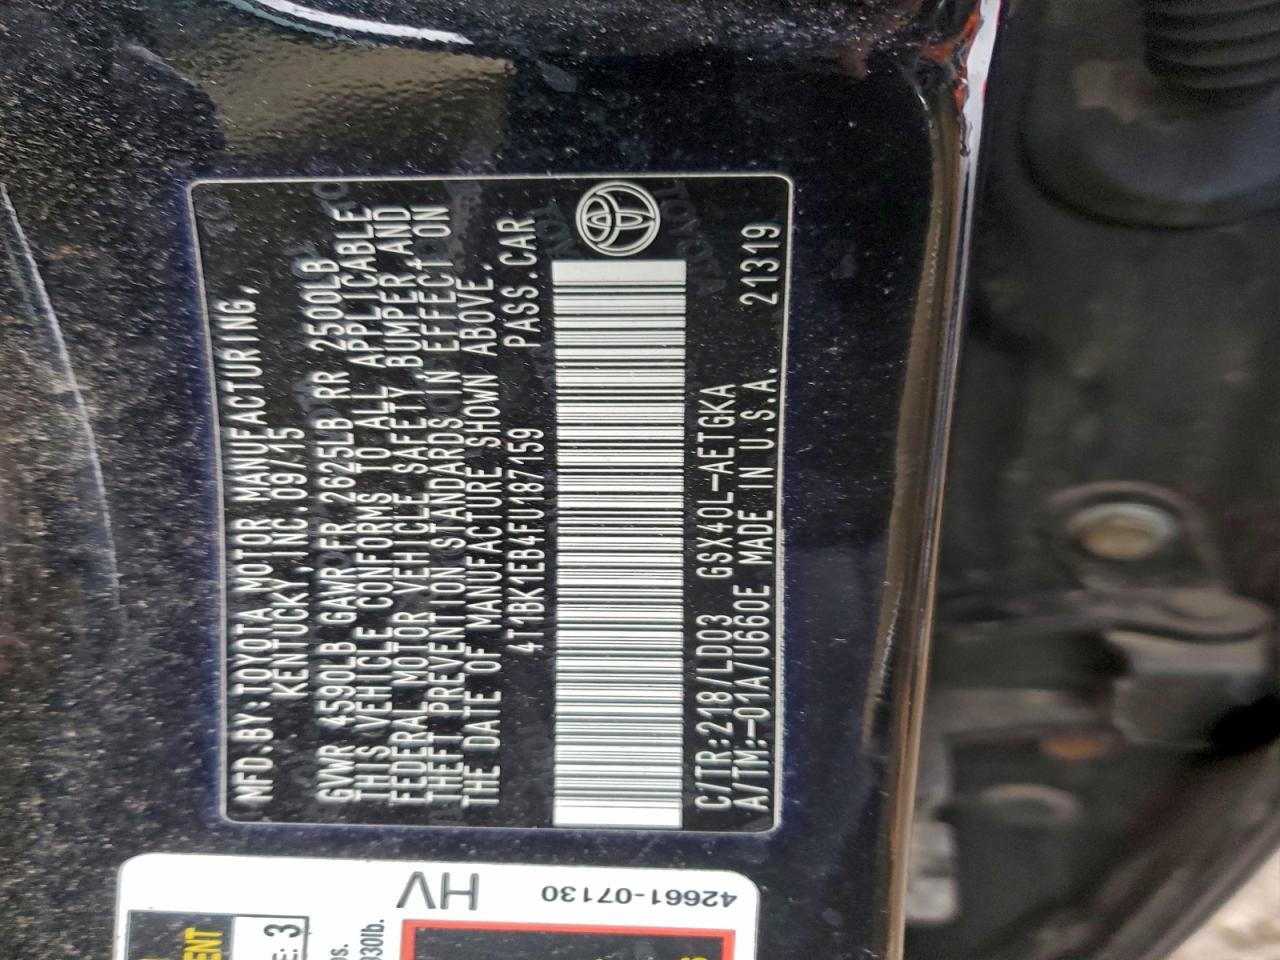 MFD.BY:TOYOTA MOTOR MANUFACTURING,
KENTUCKY, INC.09/15
GVWR 4590LB GAWR FR 2625LB RR 2500LB
THIS VEHICLE CONFORMS TO ALL APPLICABLE
FEDERAL MOTOR VEHICLE SAFETY, BUMPER, AND
THEFT PREVENTION STANDARDS IN EFFECT ON
THE DATE OF MANUFACTURE SHOWN ABOVE.
4T1BK1EB4FU187159 PASS.CAR
C/TR:218/LD03 GSX40L-AETGKA
A/TM:-01A/U660E MADE IN U.S.A. 21319
HV
42661-07130
3